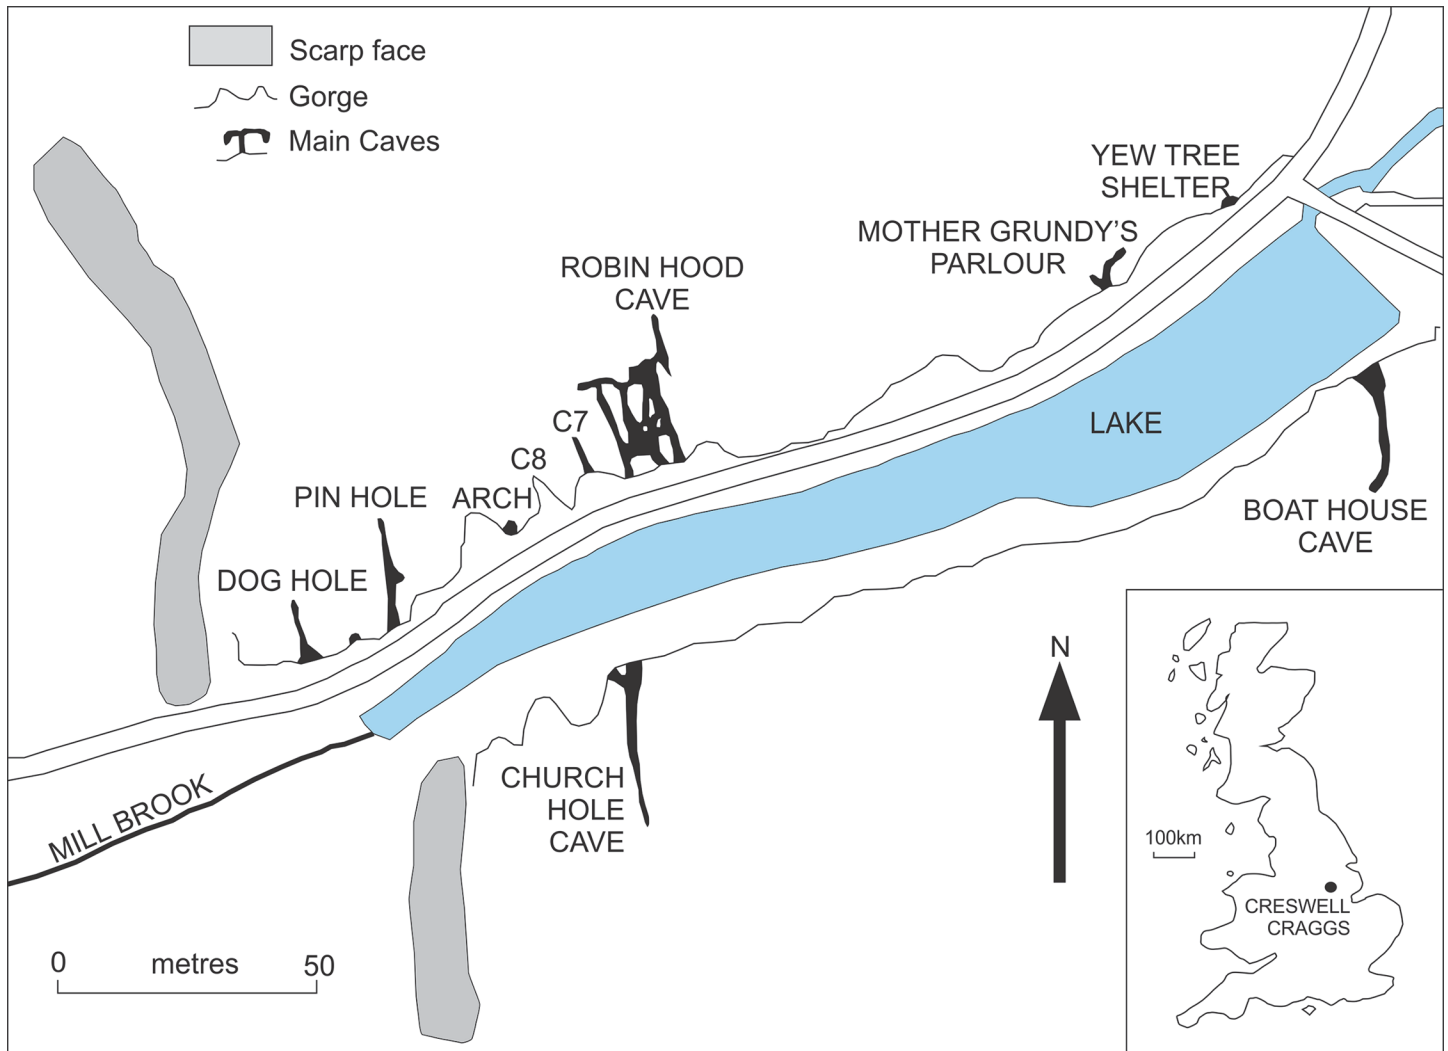 Scarp face
Gorge
Main Caves
YEW TREE
SHELTER
MOTHER GRUNDY'S
PARLOUR
ROBIN HOOD
CAVE
C7
C8
ARCH
PIN HOLE
DOG HOLE
LAKE
BOAT HOUSE
CAVE
CHURCH
HOLE
CAVE
MILL BROOK
N
0 metres 50
100km
CRESWELL
CRAGGS